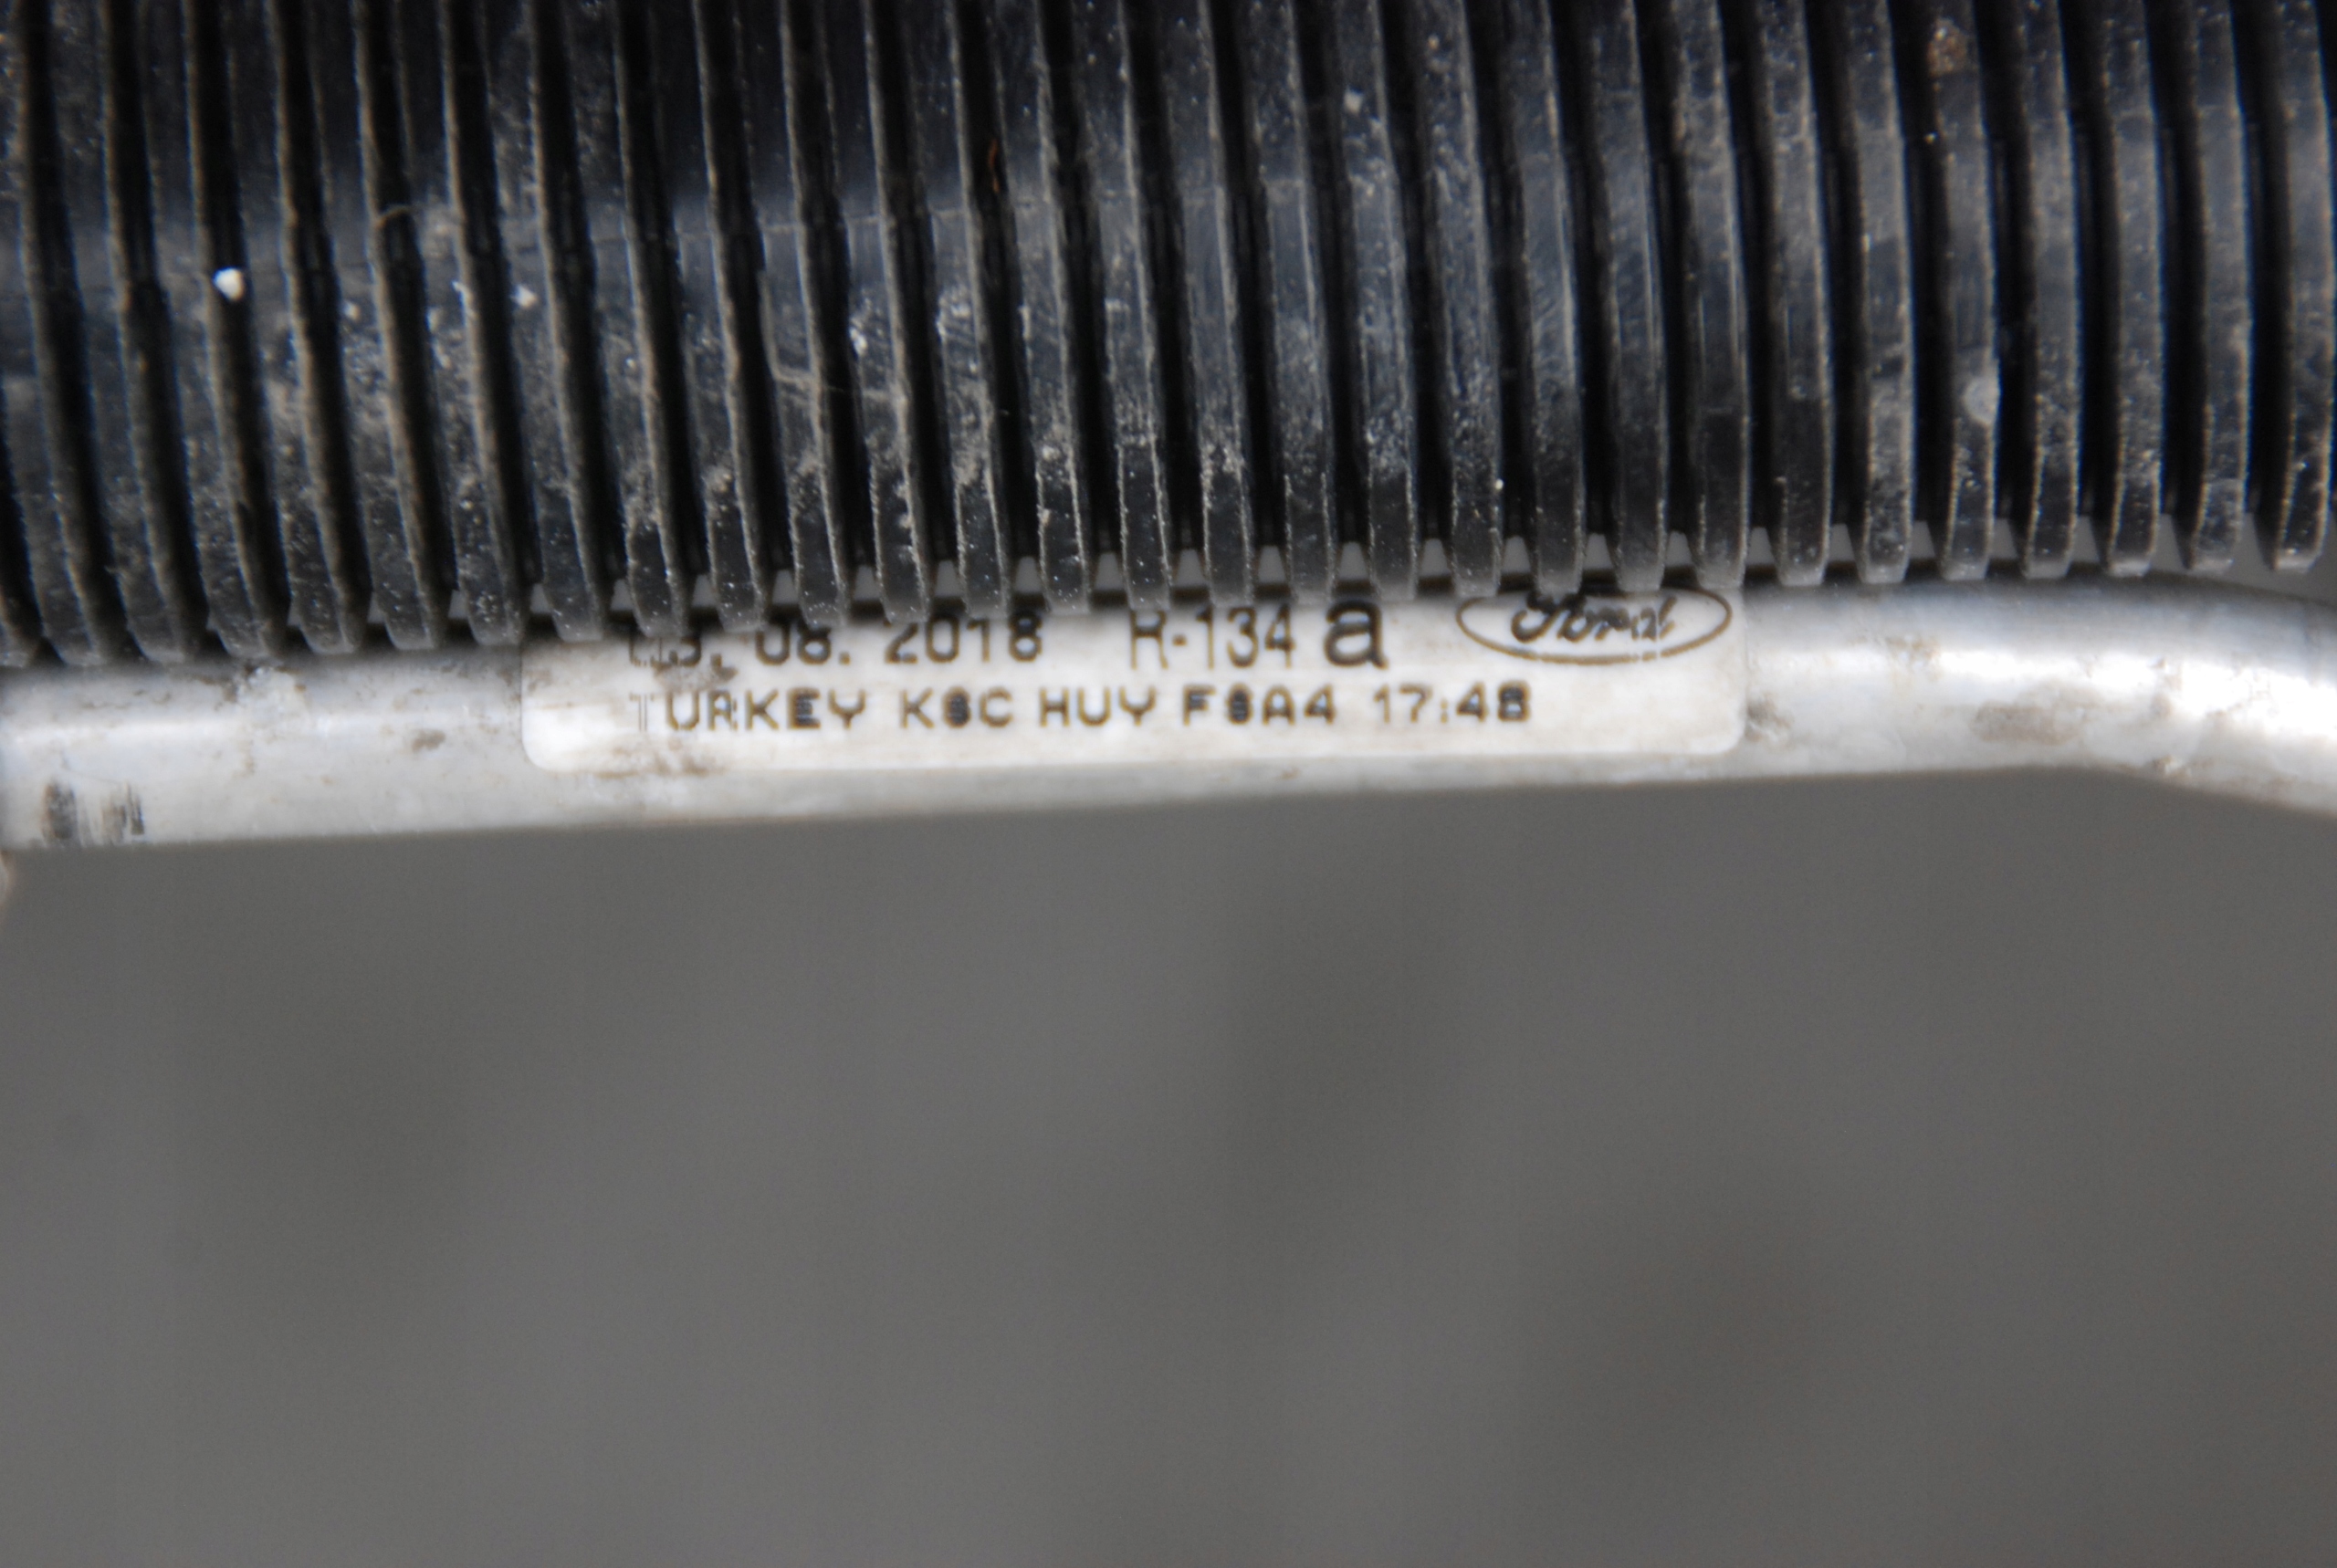 08. 2018 R-134 a Ford
TURKEY K8C HUY F8A4 17:48